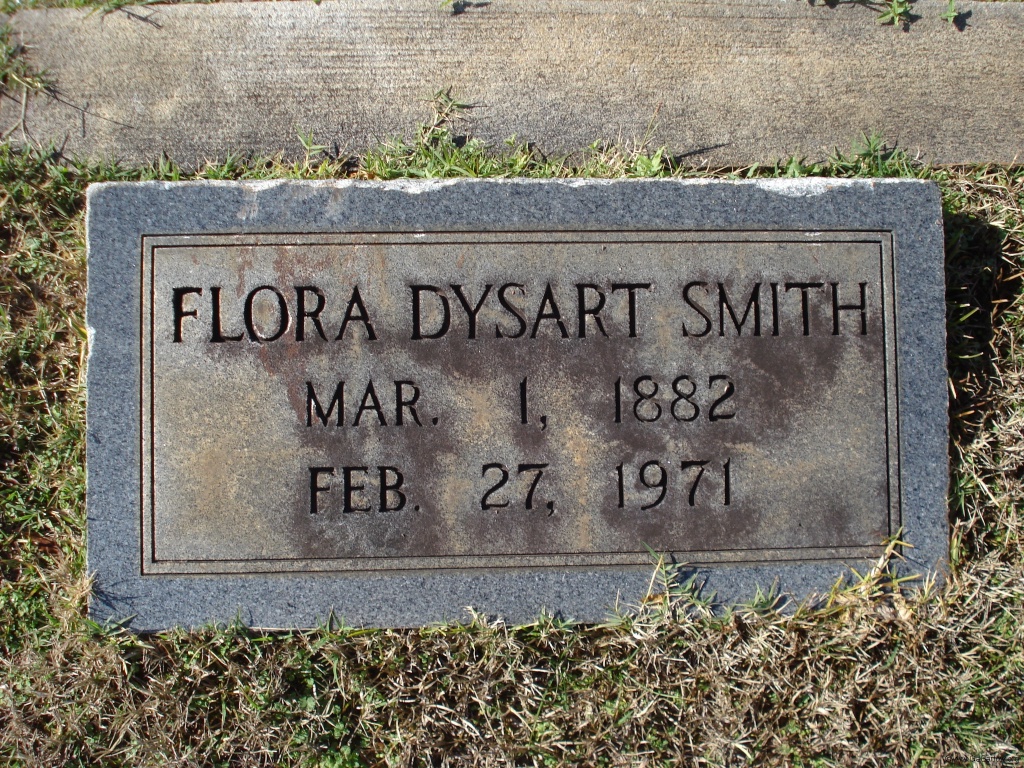 FLORA DYSART SMITH
MAR. 1, 1882
FEB. 27, 1971